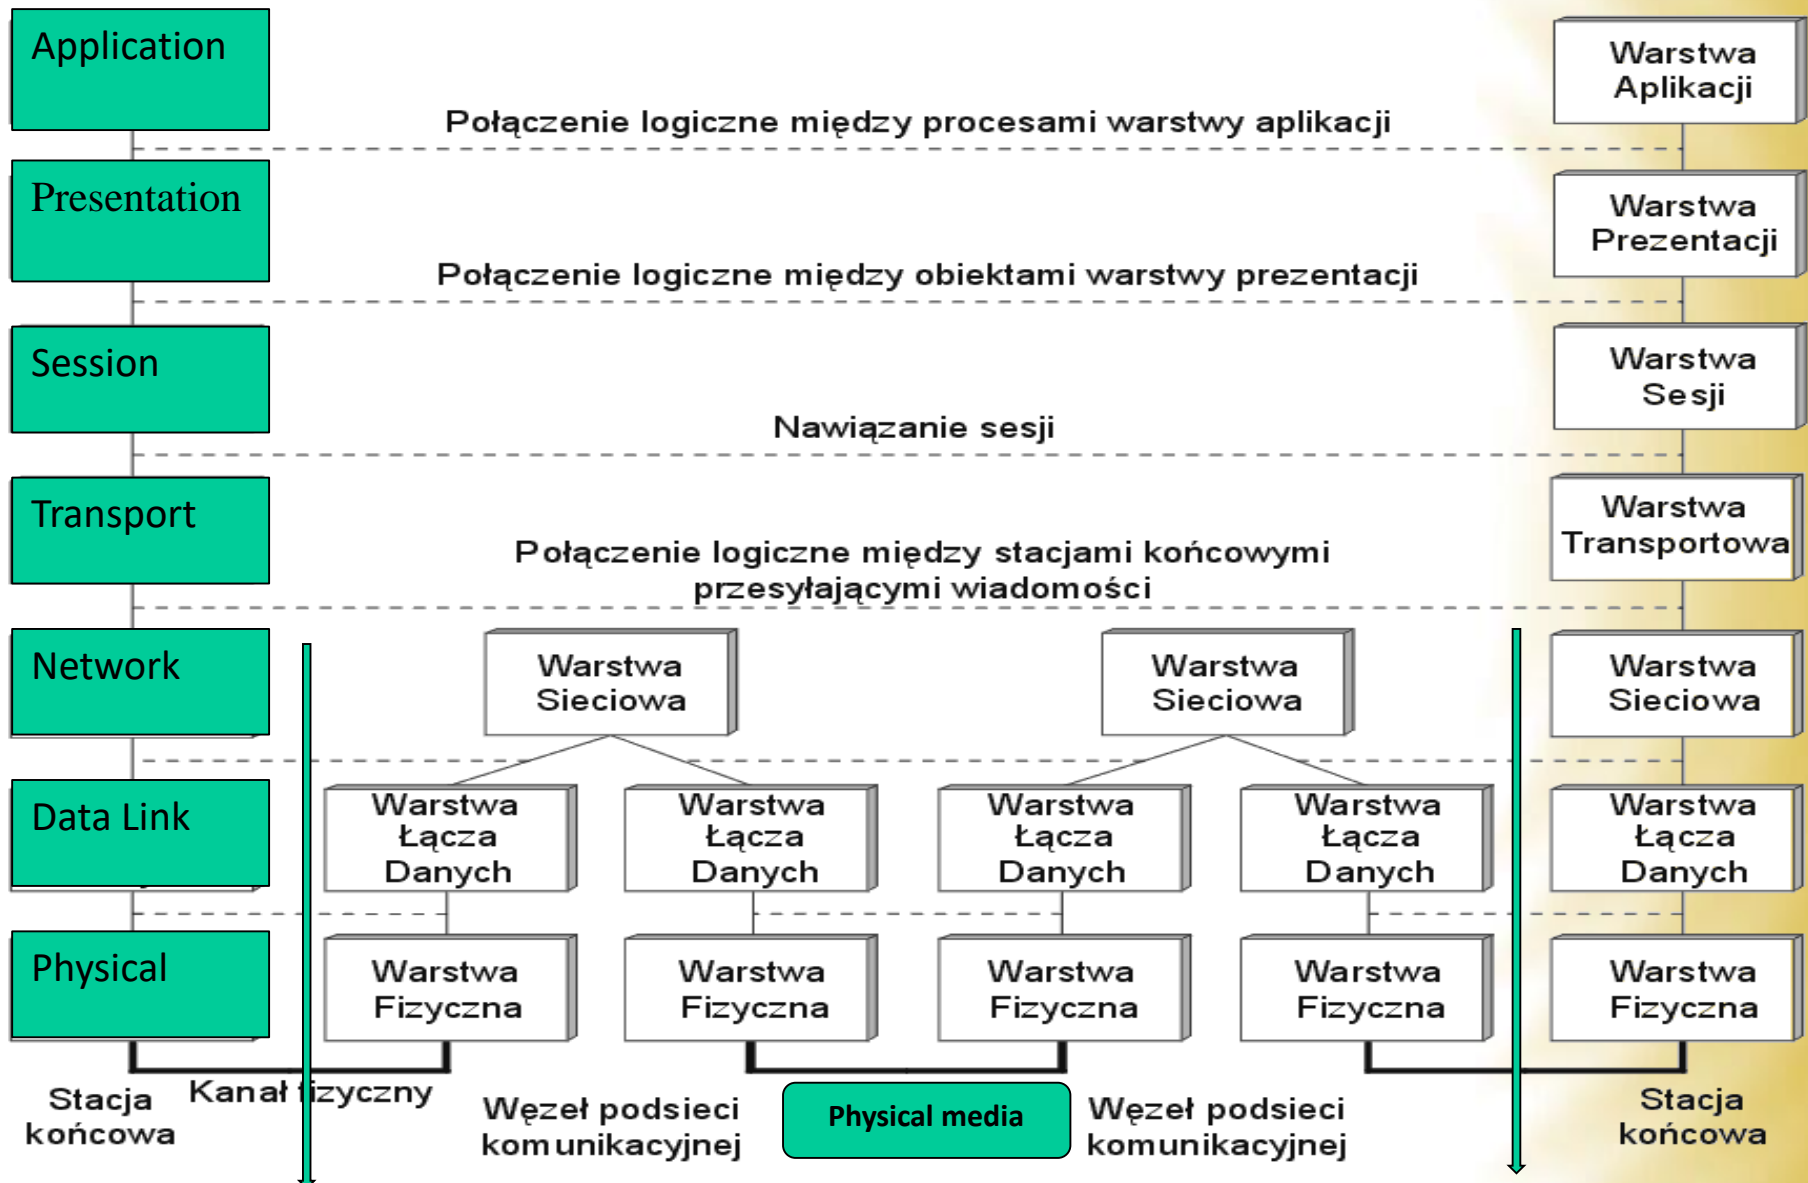 Application
Warstwa
Aplikacji
Połączenie logiczne między procesami warstwy aplikacji
Presentation
Warstwa
Prezentacji
Połączenie logiczne między obiektami warstwy prezentacji
Session
Warstwa
Sesji
Nawiązanie sesji
Transport
Warstwa
Transportowa
Połączenie logiczne między stacjami końcowymi
przesyłającymi wiadomości
Network
Warstwa
Sieciowa
Warstwa
Sieciowa
Warstwa
Sieciowa
Data Link
Warstwa
Łącza
Danych
Warstwa
Łącza
Danych
Warstwa
Łącza
Danych
Warstwa
Łącza
Danych
Warstwa
Łącza
Danych
Physical
Warstwa
Fizyczna
Warstwa
Fizyczna
Warstwa
Fizyczna
Warstwa
Fizyczna
Warstwa
Fizyczna
Stacja
końcowa
Kanał fizyczny
Węzeł podsieci
komunikacyjnej
Physical media
Węzeł podsieci
komunikacyjnej
Stacja
końcowa